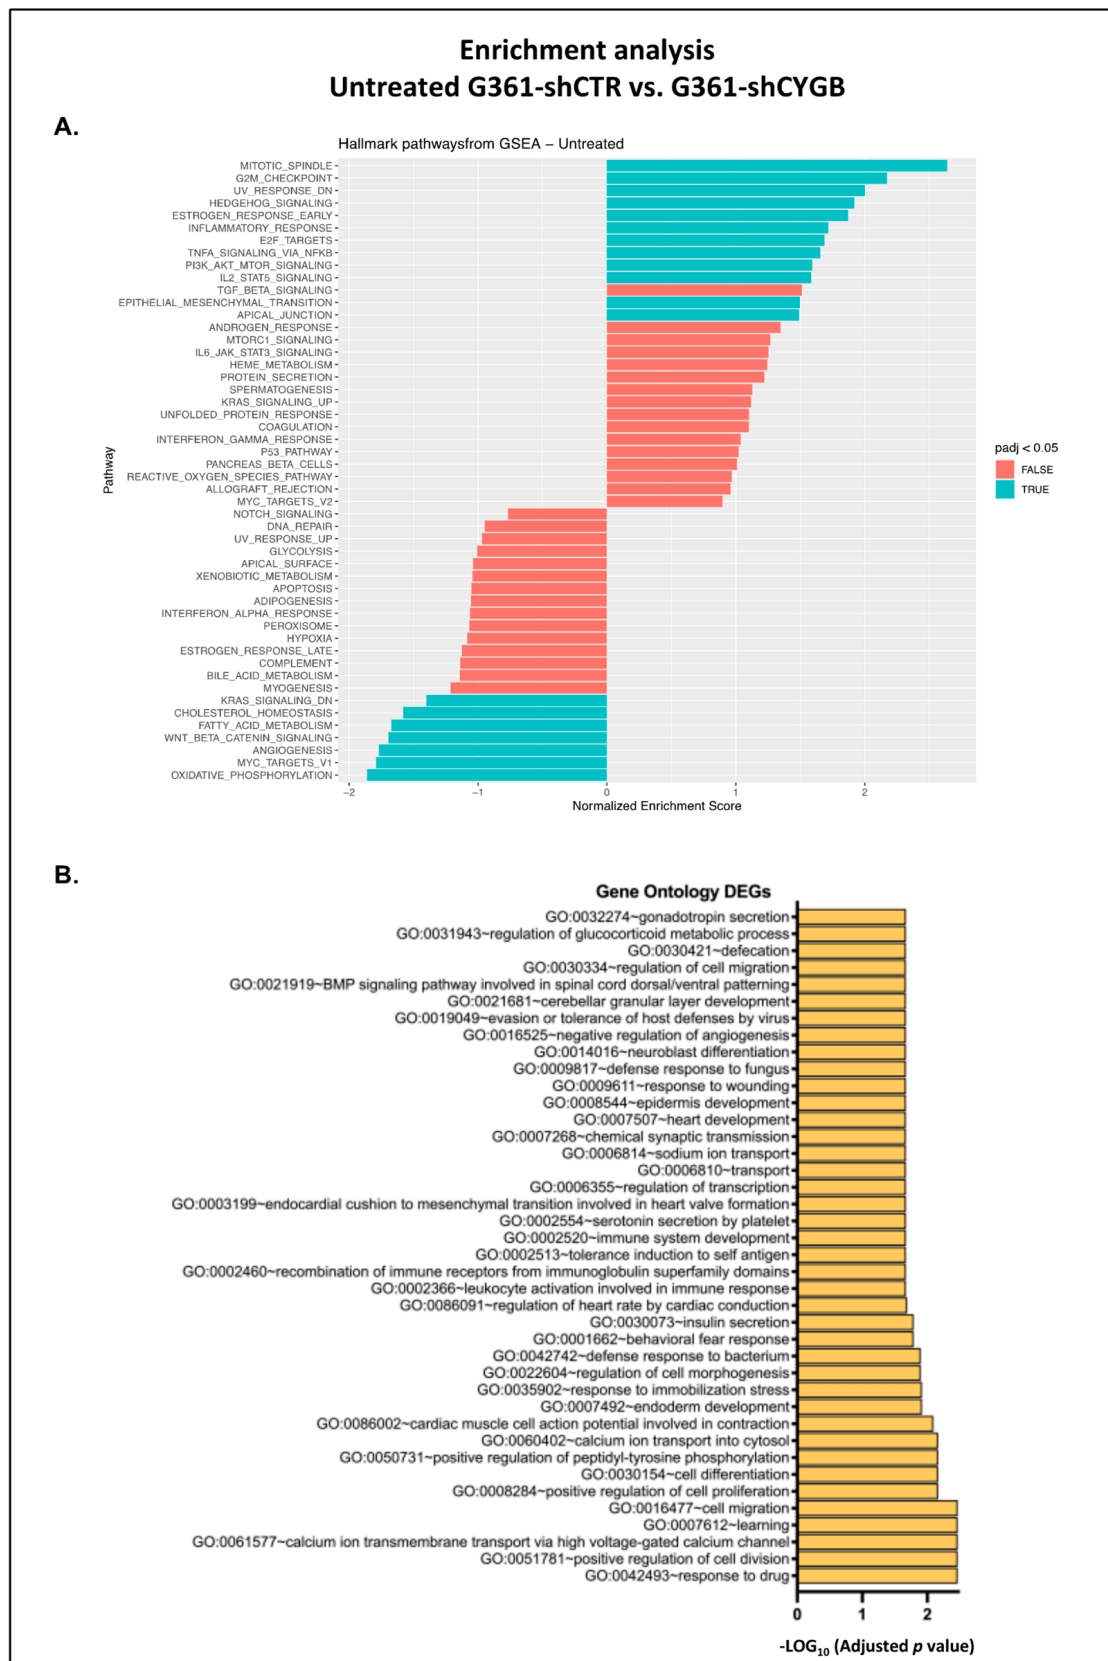 Enrichment analysis
Untreated G361-shCTR vs. G361-shCYGB
A.
Hallmark pathwaysfrom GSEA – Untreated
MITOTIC_SPINDLE
G2M_CHECKPOINT
UV_RESPONSE_DN
HEDGEHOG_SIGNALING
ESTROGEN_RESPONSE_EARLY
INFLAMMATORY_RESPONSE
E2F_TARGETS
TNFA_SIGNALING_VIA_NFKB
PI3K_AKT_MTOR_SIGNALING
IL2_STAT5_SIGNALING
TGF_BETA_SIGNALING
EPITHELIAL_MESENCHYMAL_TRANSITION
APICAL_JUNCTION
ANDROGEN_RESPONSE
MTORC1_SIGNALING
IL6_JAK_STAT3_SIGNALING
HEME_METABOLISM
PROTEIN_SECRETION
SPERMATOGENESIS
KRAS_SIGNALING_UP
UNFOLDED_PROTEIN_RESPONSE
COAGULATION
INTERFERON_GAMMA_RESPONSE
P53_PATHWAY
PANCREAS_BETA_CELLS
REACTIVE_OXYGEN_SPECIES_PATHWAY
ALLOGRAFT_REJECTION
MYC_TARGETS_V2
NOTCH_SIGNALING
DNA_REPAIR
UV_RESPONSE_UP
GLYCOLYSIS
APICAL_SURFACE
XENOBIOTIC_METABOLISM
APOPTOSIS
ADIPOGENESIS
INTERFERON_ALPHA_RESPONSE
PEROXISOME
HYPOXIA
ESTROGEN_RESPONSE_LATE
COMPLEMENT
BILE_ACID_METABOLISM
MYOGENESIS
KRAS_SIGNALING_DN
CHOLESTEROL_HOMEOSTASIS
FATTY_ACID_METABOLISM
WNT_BETA_CATENIN_SIGNALING
ANGIOGENESIS
MYC_TARGETS_V1
OXIDATIVE_PHOSPHORYLATION
Pathway
−2 −1 0 1 2
Normalized Enrichment Score
padj < 0.05
FALSE
TRUE
B.
Gene Ontology DEGs
GO:0032274~gonadotropin secretion
GO:0031943~regulation of glucocorticoid metabolic process
GO:0030421~defecation
GO:0030334~regulation of cell migration
GO:0021919~BMP signaling pathway involved in spinal cord dorsal/ventral patterning
GO:0021681~cerebellar granular layer development
GO:0019049~evasion or tolerance of host defenses by virus
GO:0016525~negative regulation of angiogenesis
GO:0014016~neuroblast differentiation
GO:0009817~defense response to fungus
GO:0009611~response to wounding
GO:0008544~epidermis development
GO:0007507~heart development
GO:0007268~chemical synaptic transmission
GO:0006814~sodium ion transport
GO:0006810~transport
GO:0006355~regulation of transcription
GO:0003199~endocardial cushion to mesenchymal transition involved in heart valve formation
GO:0002554~serotonin secretion by platelet
GO:0002520~immune system development
GO:0002513~tolerance induction to self antigen
GO:0002460~recombination of immune receptors from immunoglobulin superfamily domains
GO:0002366~leukocyte activation involved in immune response
GO:0086091~regulation of heart rate by cardiac conduction
GO:0030073~insulin secretion
GO:0001662~behavioral fear response
GO:0042742~defense response to bacterium
GO:0022604~regulation of cell morphogenesis
GO:0035902~response to immobilization stress
GO:0007492~endoderm development
GO:0086002~cardiac muscle cell action potential involved in contraction
GO:0060402~calcium ion transport into cytosol
GO:0050731~positive regulation of peptidyl-tyrosine phosphorylation
GO:0030154~cell differentiation
GO:0008284~positive regulation of cell proliferation
GO:0016477~cell migration
GO:0007612~learning
GO:0061577~calcium ion transmembrane transport via high voltage-gated calcium channel
GO:0051781~positive regulation of cell division
GO:0042493~response to drug
0 1 2
-LOG₁₀ (Adjusted p value)